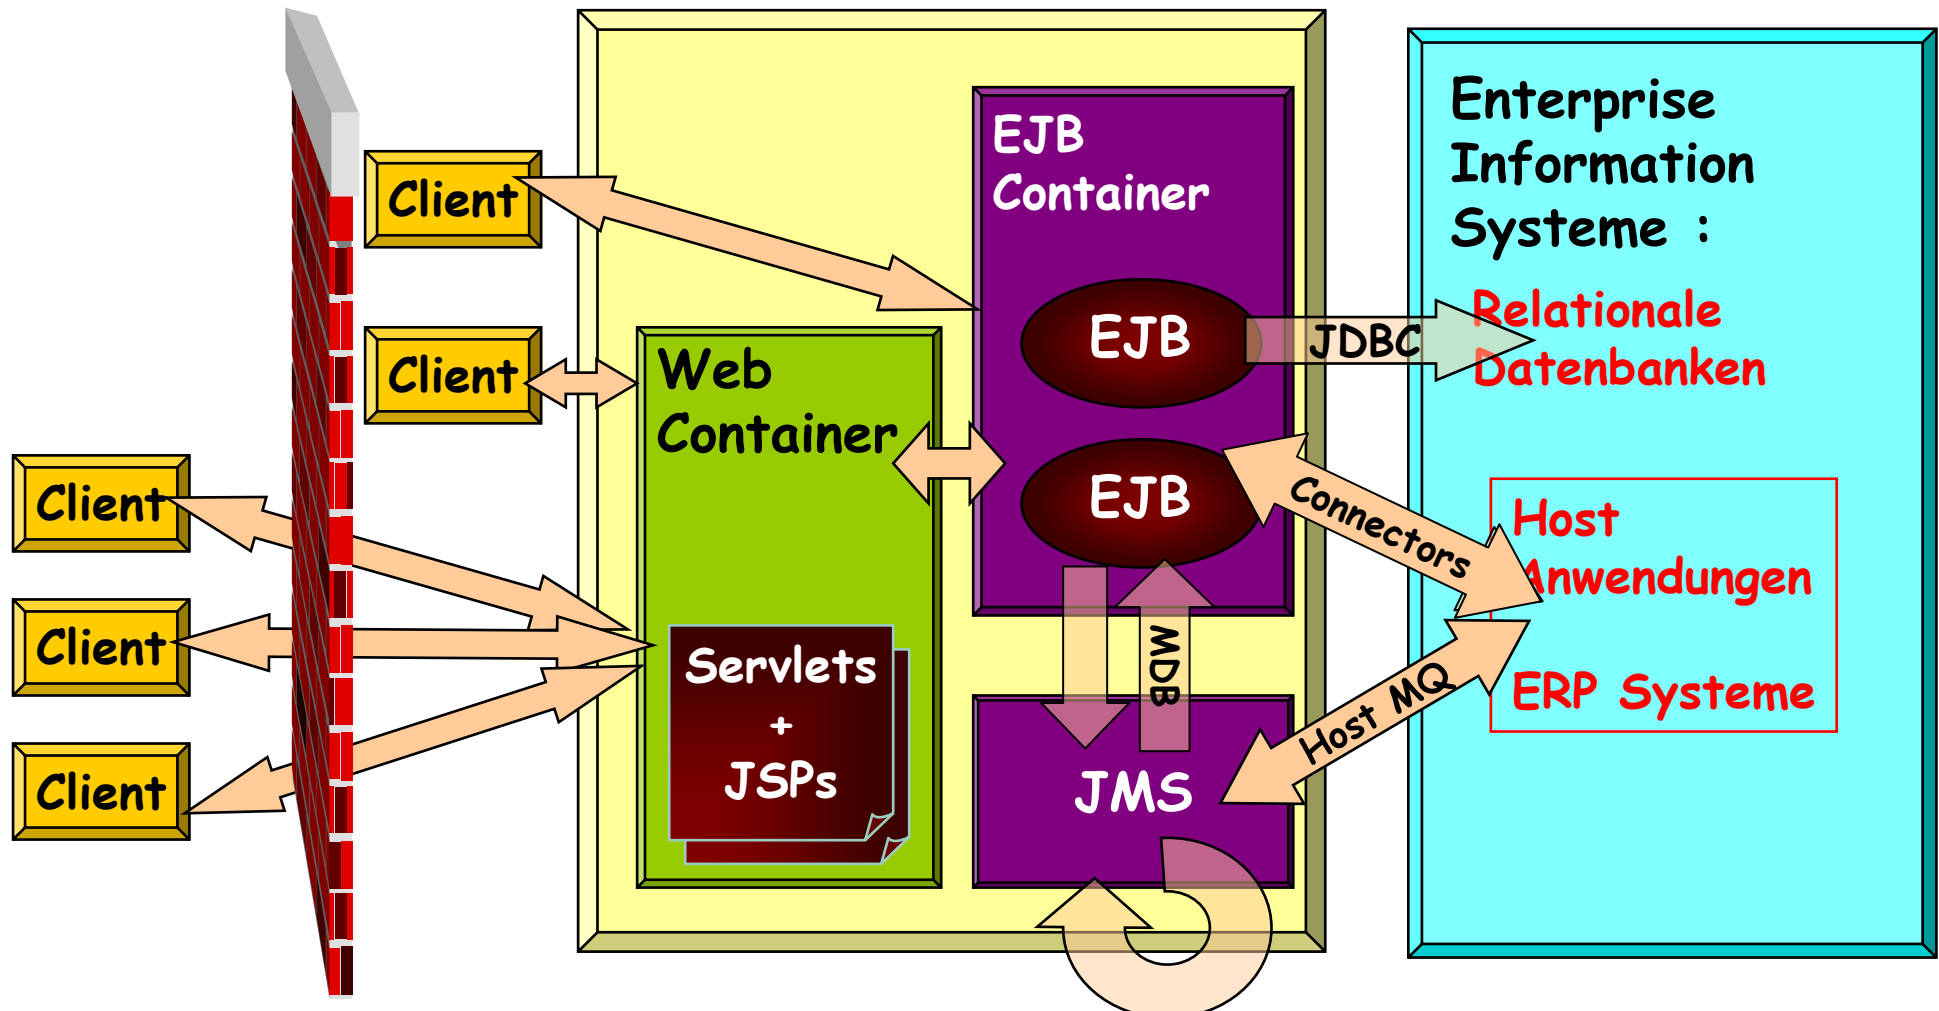 Client
Client
Client
Client
Client
Web
Container
Servlets
+
JSPs
EJB
Container
EJB
EJB
MDB
JMS
JDBC
Connectors
Host MQ
Enterprise
Information
Systeme :
Relationale
Datenbanken
Host
Anwendungen
ERP Systeme